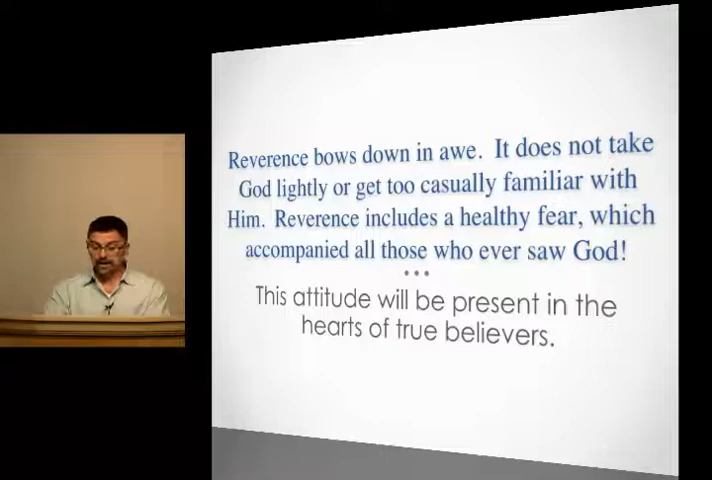 Reverence bows down in awe. It does not take
God lightly or get too casually familiar with
Him. Reverence includes a healthy fear, which
accompanied all those who ever saw God!
•••
This attitude will be present in the
hearts of true believers.